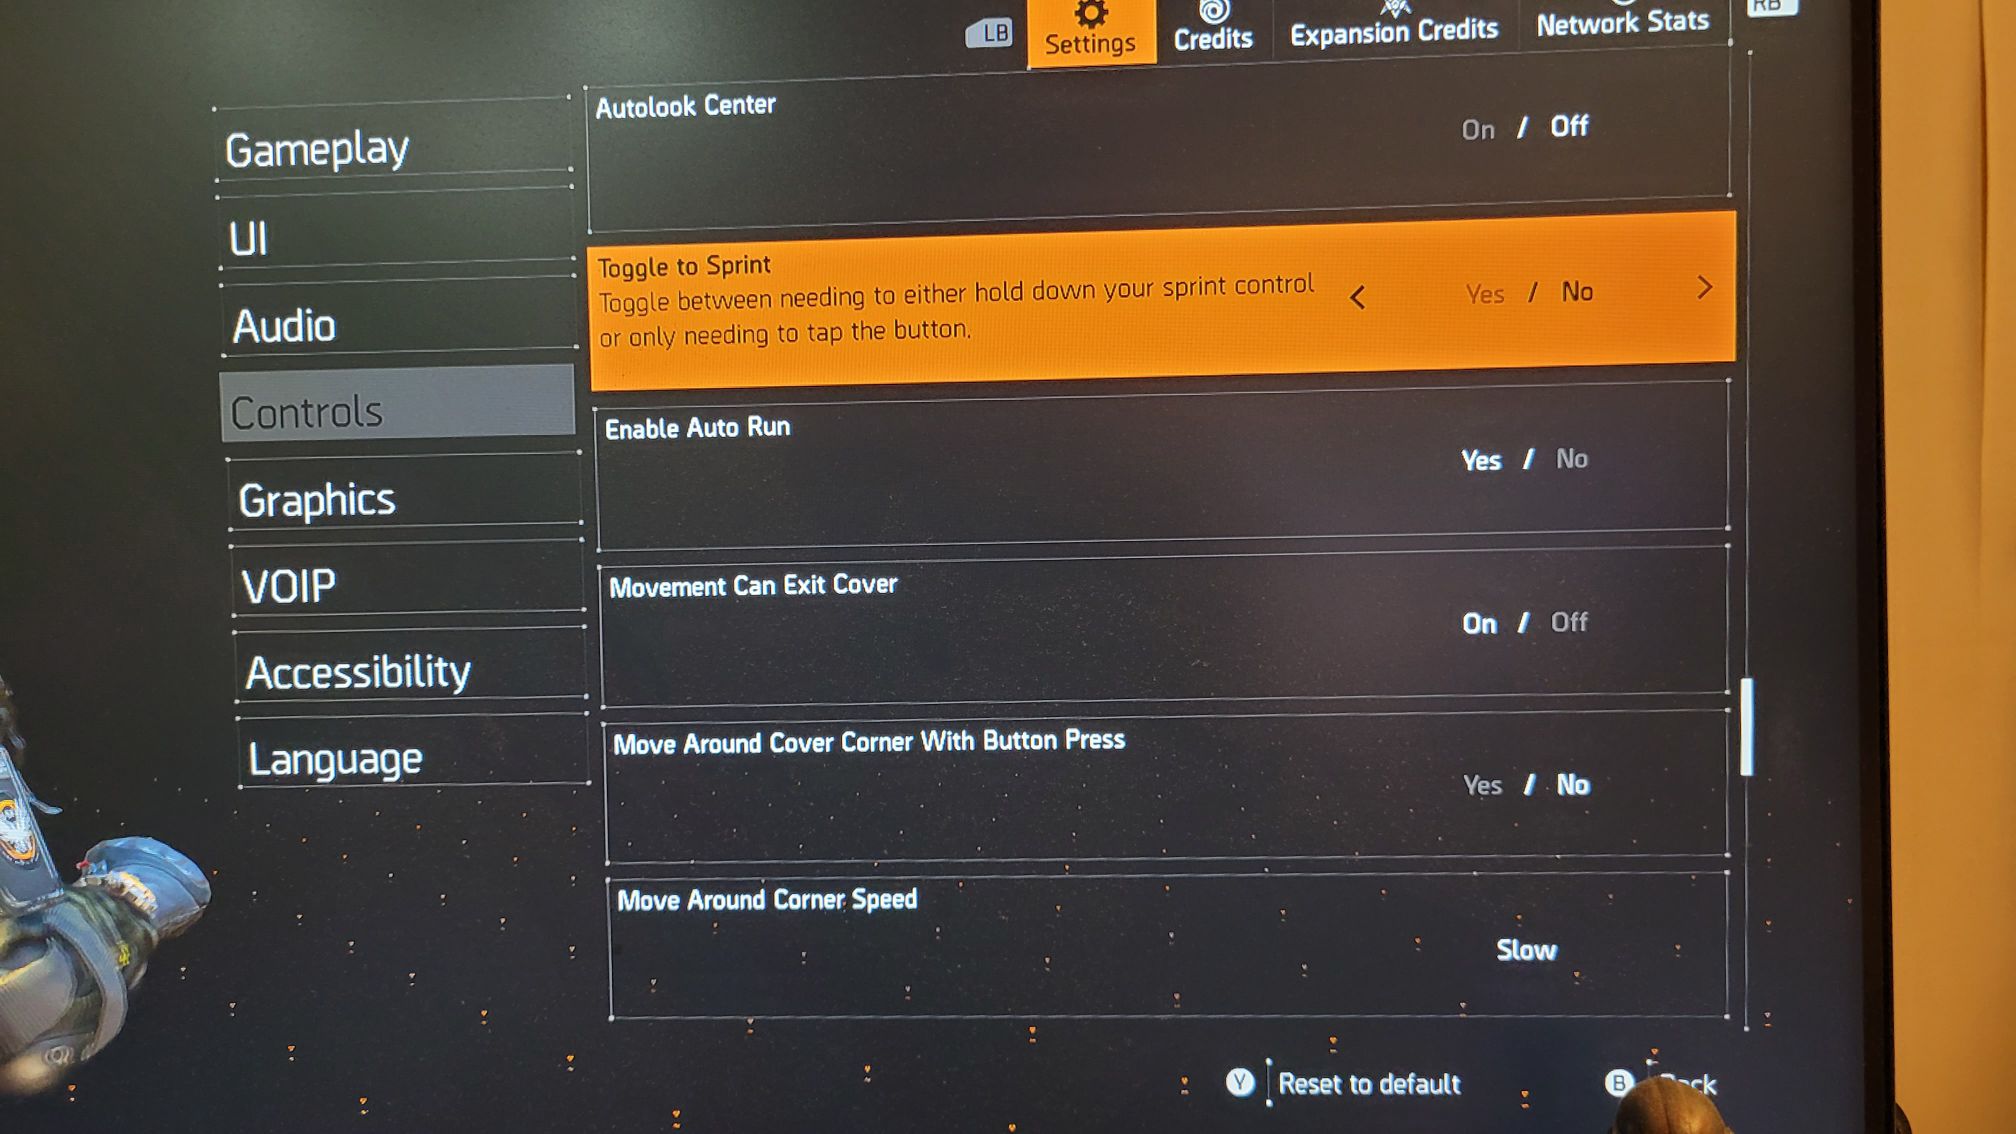 LB
Settings
Credits
Expansion Credits
Network Stats
RB
Gameplay
UI
Audio
Controls
Graphics
VOIP
Accessibility
Language
Autolook Center
On / Off
Toggle to Sprint
Toggle between needing to either hold down your sprint control
or only needing to tap the button.
< Yes / No >
Enable Auto Run
Yes / No
Movement Can Exit Cover
On / Off
Move Around Cover Corner With Button Press
Yes / No
Move Around Corner Speed
Slow
Y Reset to default
B